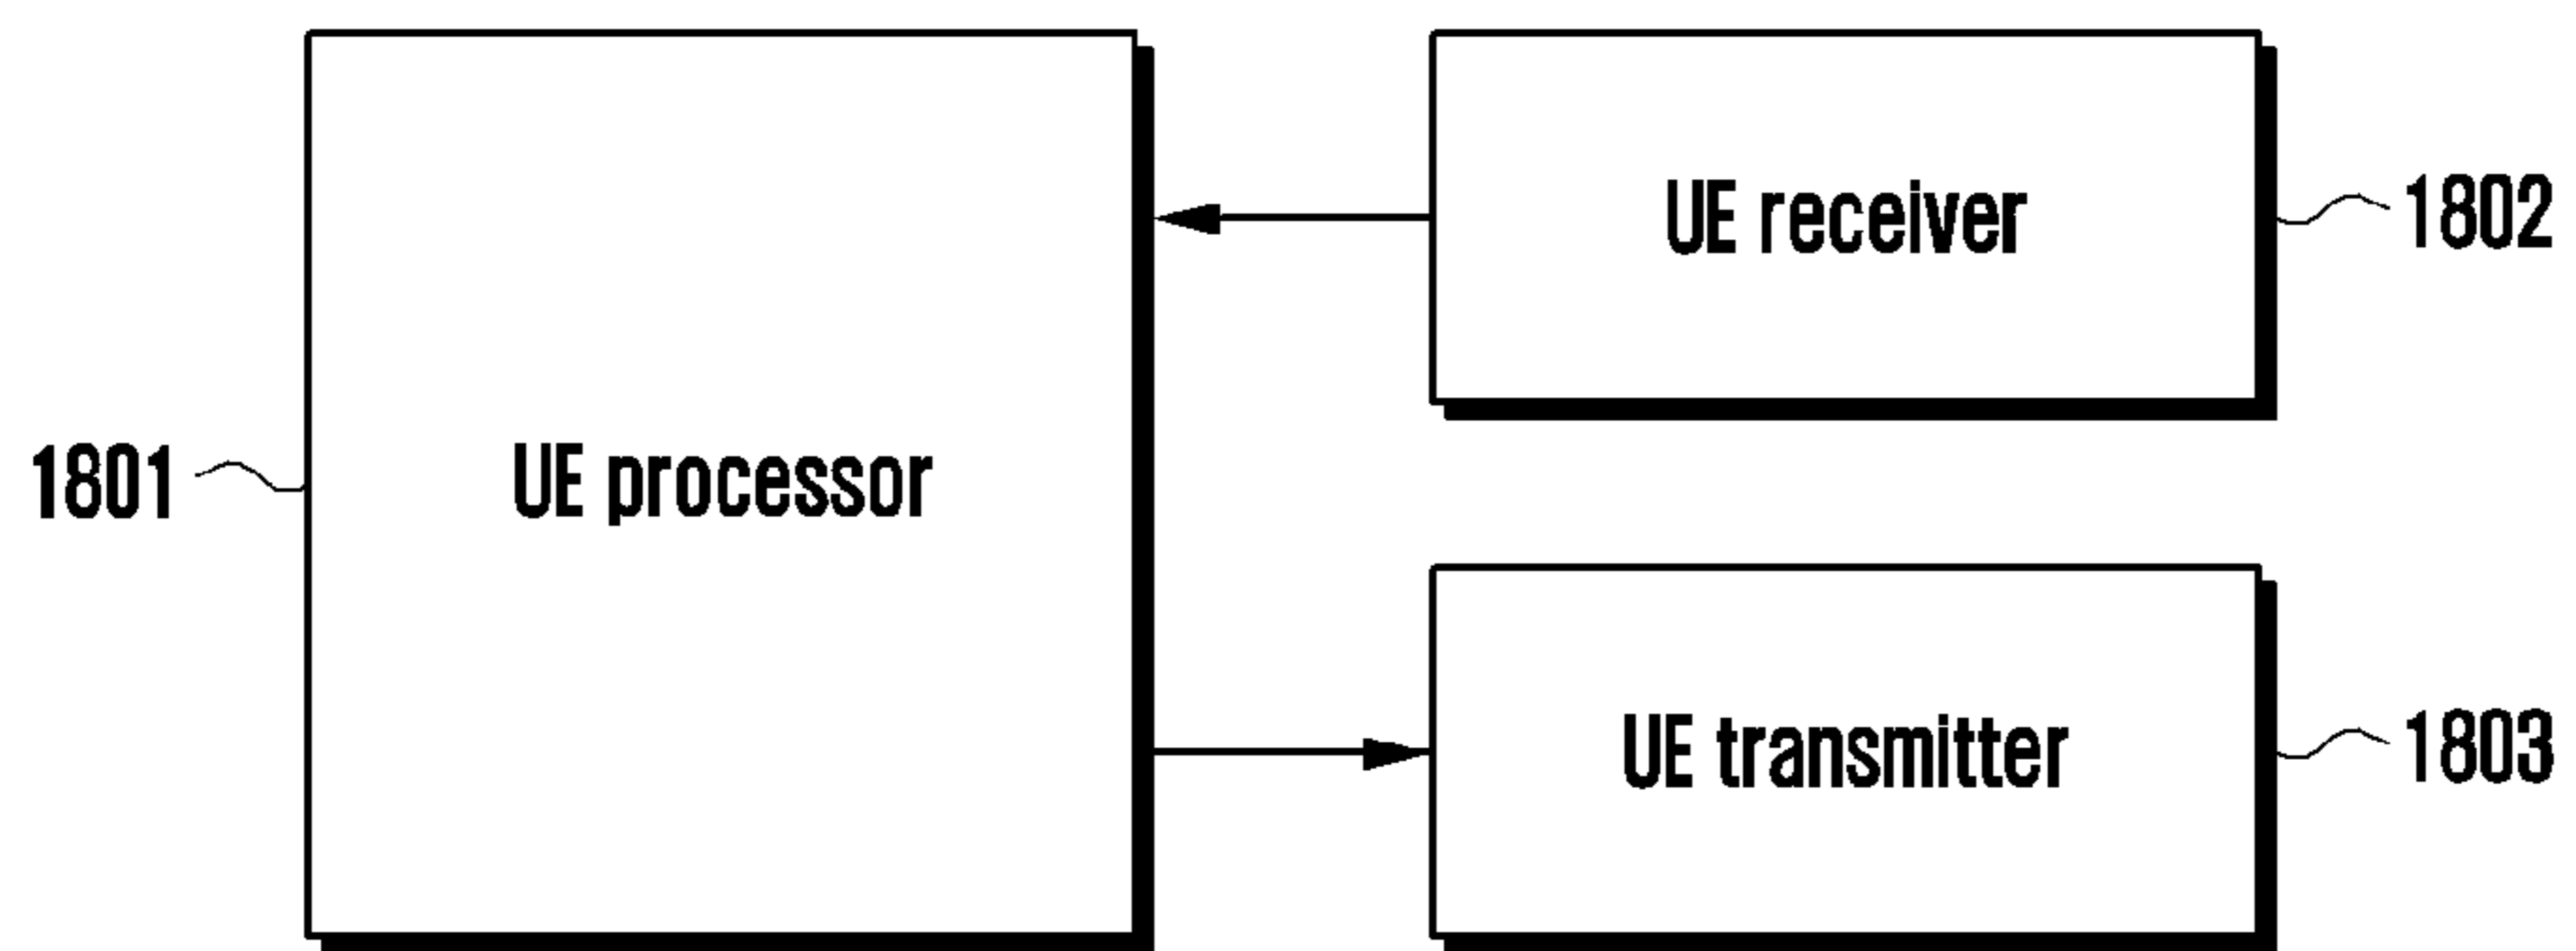 UE receiver
1802
1801
UE processor
UE transmitter
1803